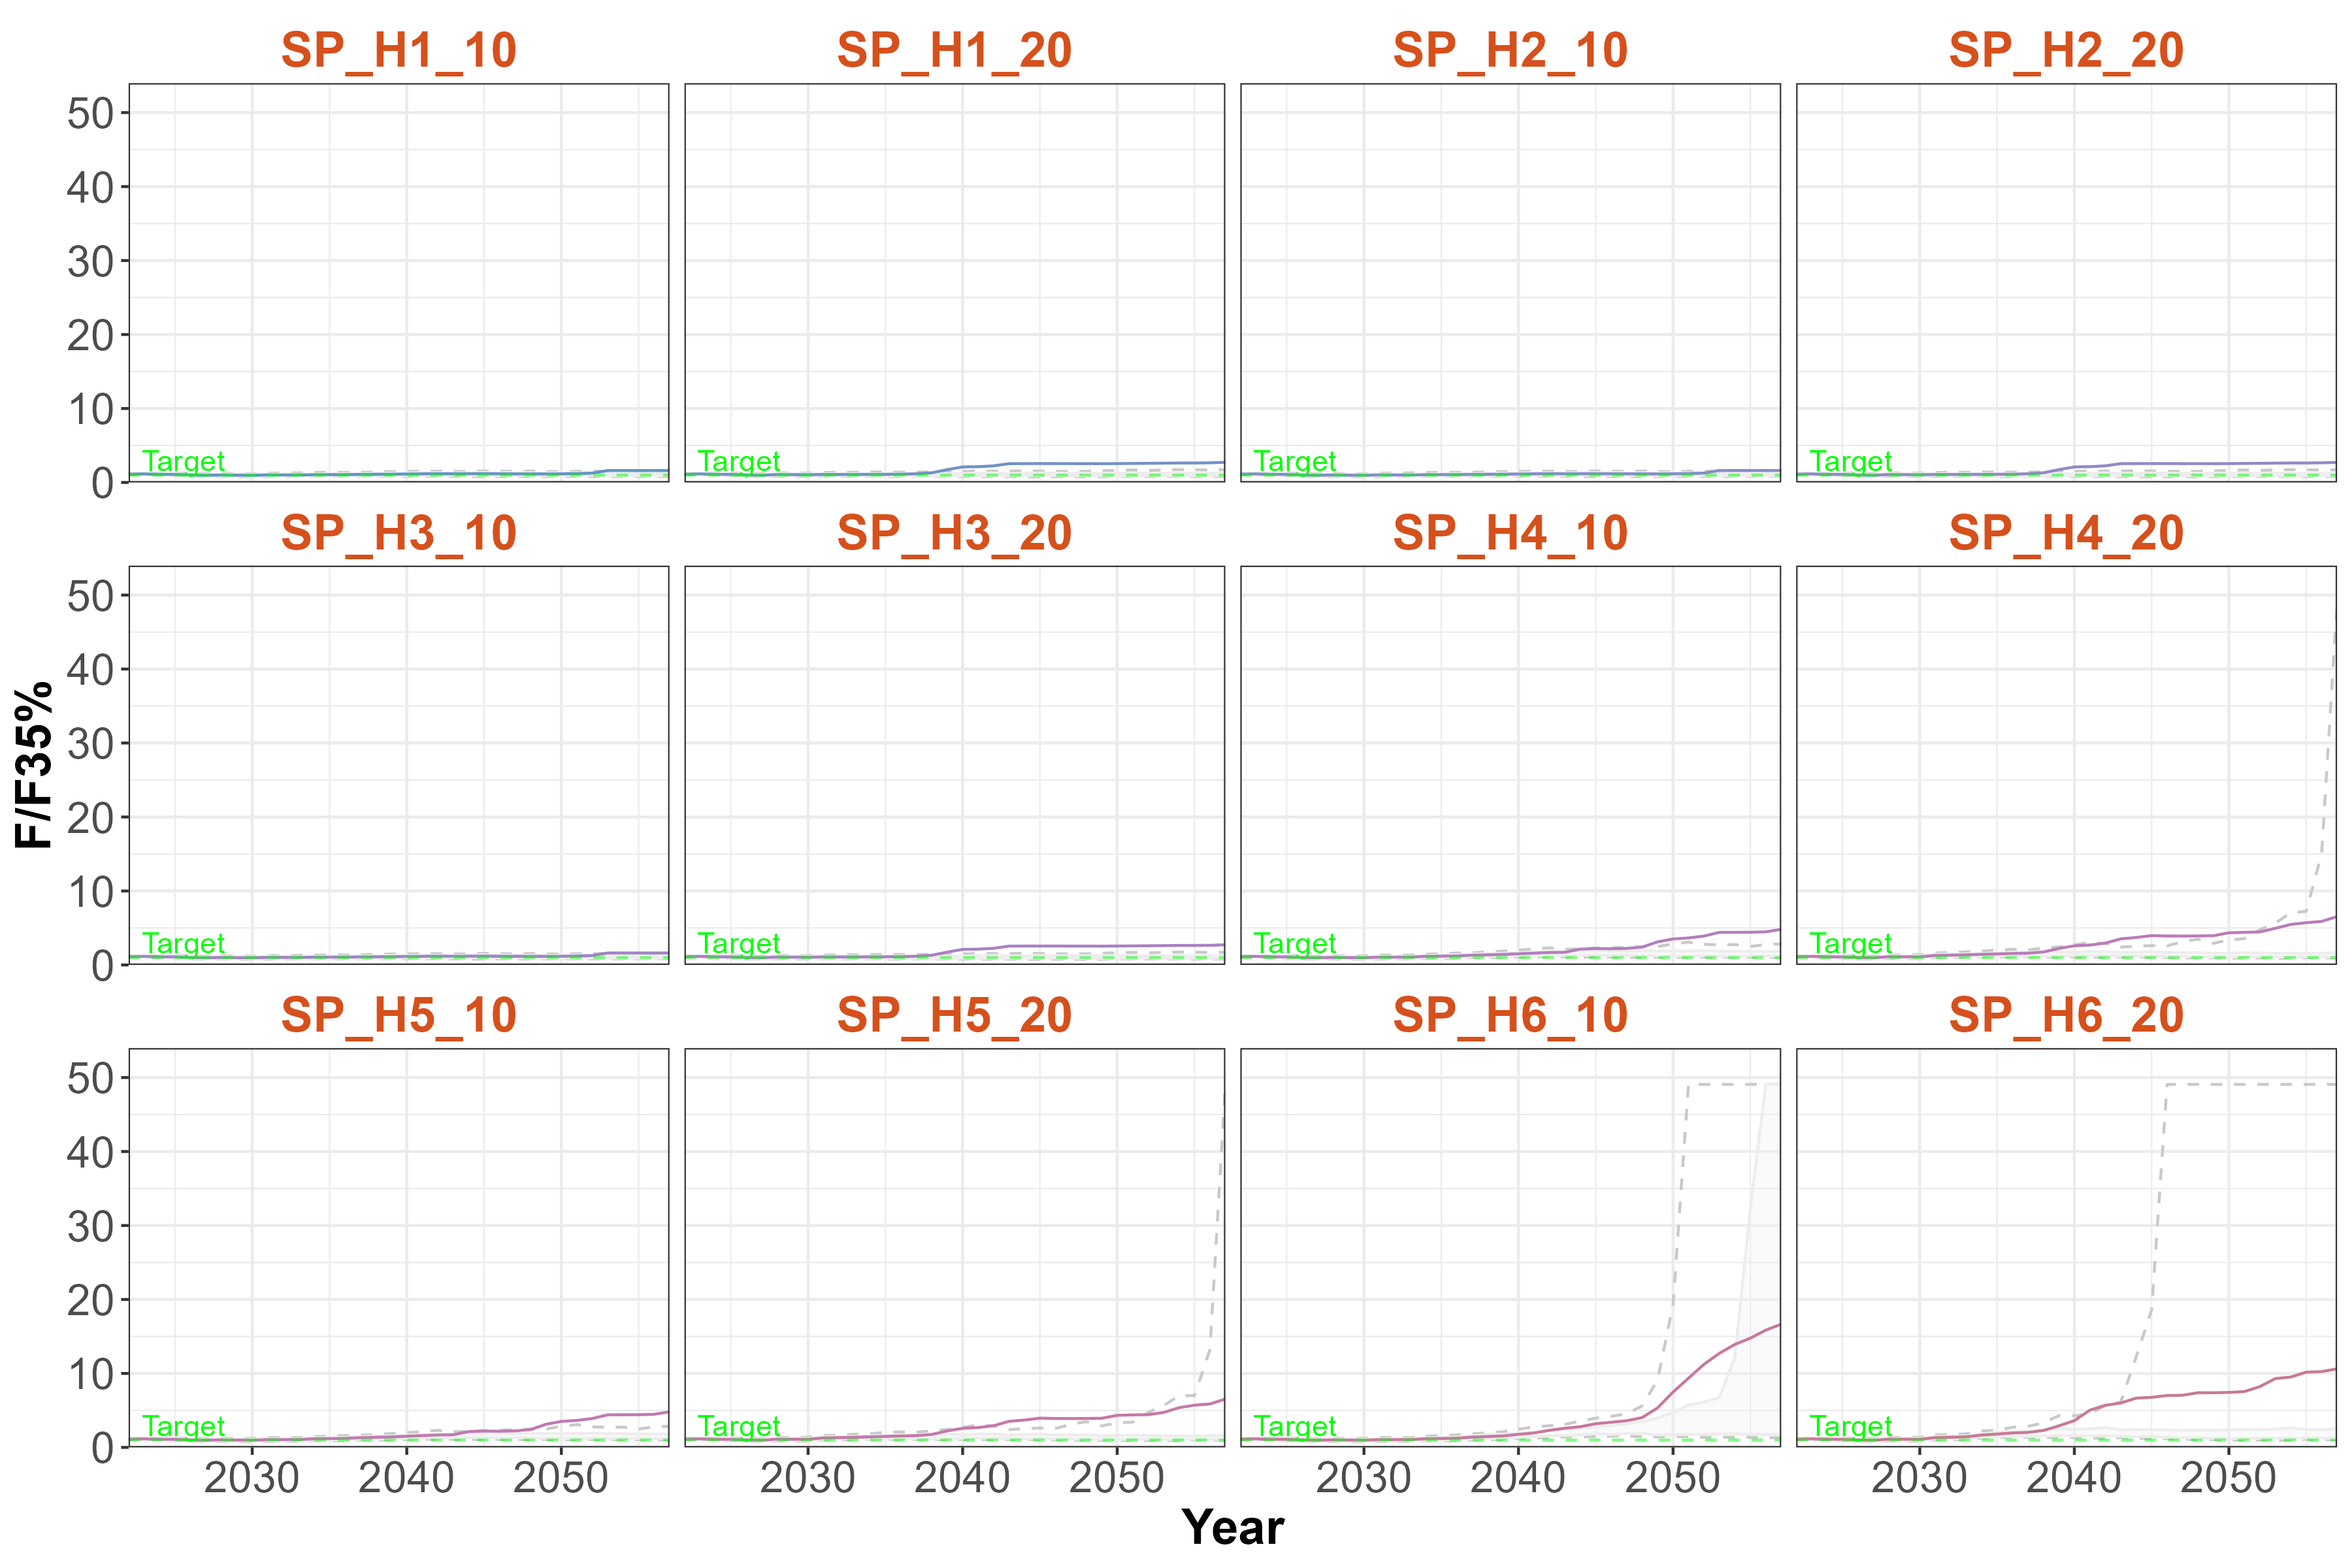 SP_H1_10 SP_H1_20 SP_H2_10 SP_H2_20
50
40
30
20
10
0
Target Target Target Target
SP_H3_10 SP_H3_20 SP_H4_10 SP_H4_20
50
40
30
20
10
0
Target Target Target Target
SP_H5_10 SP_H5_20 SP_H6_10 SP_H6_20
50
40
30
20
10
0
Target Target Target Target
2030 2040 2050 2030 2040 2050 2030 2040 2050 2030 2040 2050
Year
F/F35%